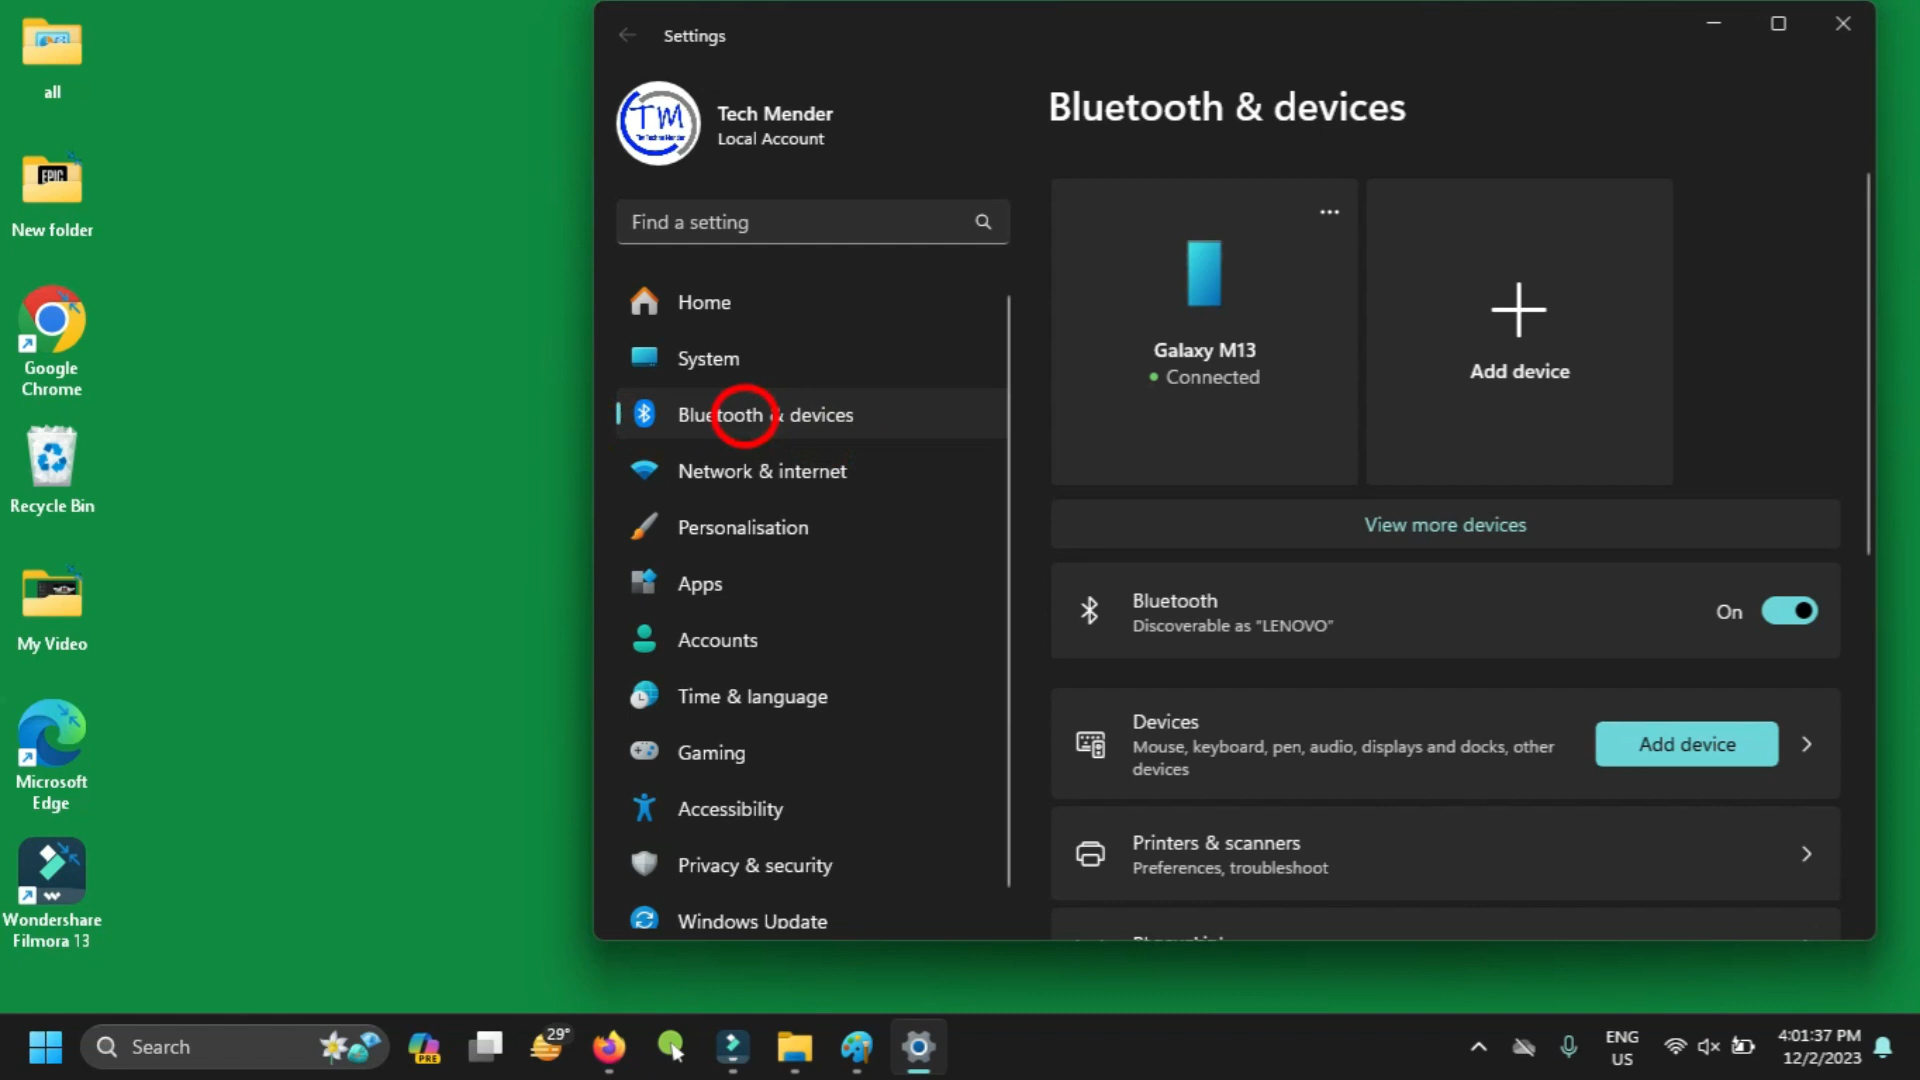 all
New folder
EPIC
Google
Chrome
Recycle Bin
My Video
Microsoft
Edge
Wondershare
Filmora 13
Settings
TM
Tech Mender
Local Account
Find a setting
Home
System
Bluetooth & devices
Network & internet
Personalisation
Apps
Accounts
Time & language
Gaming
Accessibility
Privacy & security
Windows Update
Bluetooth & devices
Galaxy M13
Connected
Add device
View more devices
Bluetooth
Discoverable as "LENOVO"
On
Devices
Mouse, keyboard, pen, audio, displays and docks, other
devices
Add device
Printers & scanners
Preferences, troubleshoot
Search
PRE
29°
ENG
US
4:01:37 PM
12/2/2023